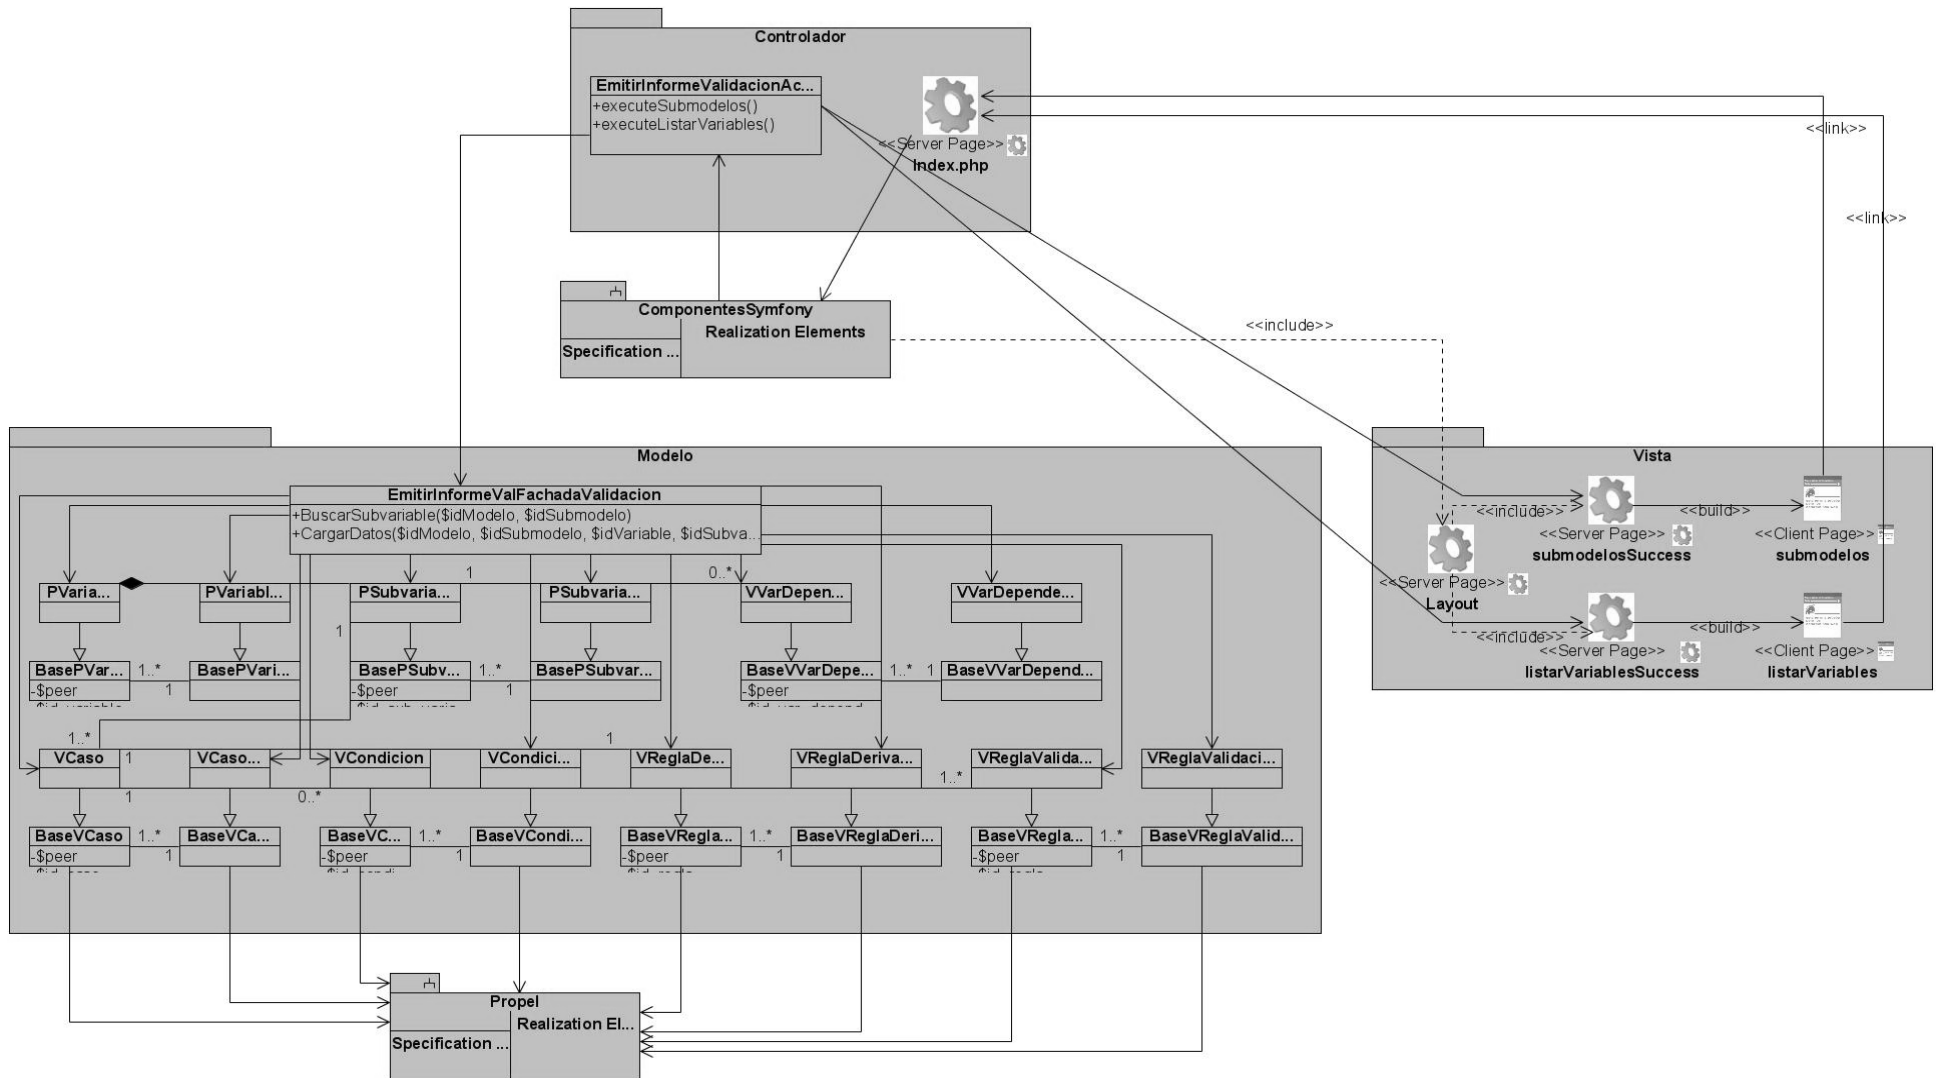 Controlador
EmitirInformeValidacionAc...
+executeSubmodelos()
+executeListarVariables()
<<Server Page>>
Index.php
<<link>>
<<link>>
ComponentesSymfony
Realization Elements
Specification ...
<<include>>
Modelo
EmitirInformeValFachadaValidacion
+BuscarSubvariable($idModelo, $idSubmodelo)
+CargarDatos($idModelo, $idSubmodelo, $idVariable, $idSubva...
1
0..*
PVaria...
PVariabl...
PSubvaria...
PSubvaria...
VVarDepen...
VVarDepende...
1
BasePVar...
-$peer
1..*
1
BasePVari...
BasePSubv...
-$peer
1..*
1
BasePSubvar...
BaseVVarDepe...
-$peer
1..*
1
BaseVVarDepend...
1..*
1
VCaso
1
VCaso...
VCondicion
VCondici...
VReglaDe...
VReglaDeriva...
1..*
VReglaValida...
VReglaValidaci...
1
0..*
BaseVCaso
-$peer
1..*
1
BaseVCa...
BaseVC...
-$peer
1..*
1
BaseVCondi...
BaseVRegla...
-$peer
1..*
1
BaseVReglaDeri...
BaseVRegla...
-$peer
1..*
1
BaseVReglaValid...
Propel
Realization El...
Specification ...
Vista
<<include>>
<<build>>
<<Server Page>>
submodelosSuccess
<<Client Page>>
submodelos
<<Server Page>>
Layout
<<include>>
<<build>>
<<Server Page>>
listarVariablesSuccess
<<Client Page>>
listarVariables